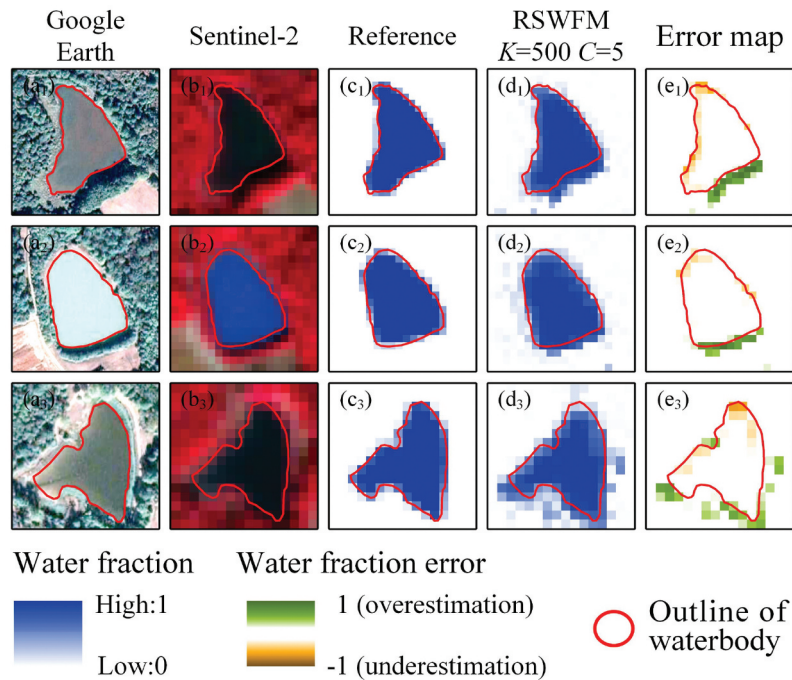 Google Earth
Sentinel-2
Reference
RSWFM
K=500 C=5
Error map
(a1) (b1) (c1) (d1) (e1)
(a2) (b2) (c2) (d2) (e2)
(a3) (b3) (c3) (d3) (e3)
Water fraction
High:1
Low:0
Water fraction error
1 (overestimation)
-1 (underestimation)
Outline of
waterbody